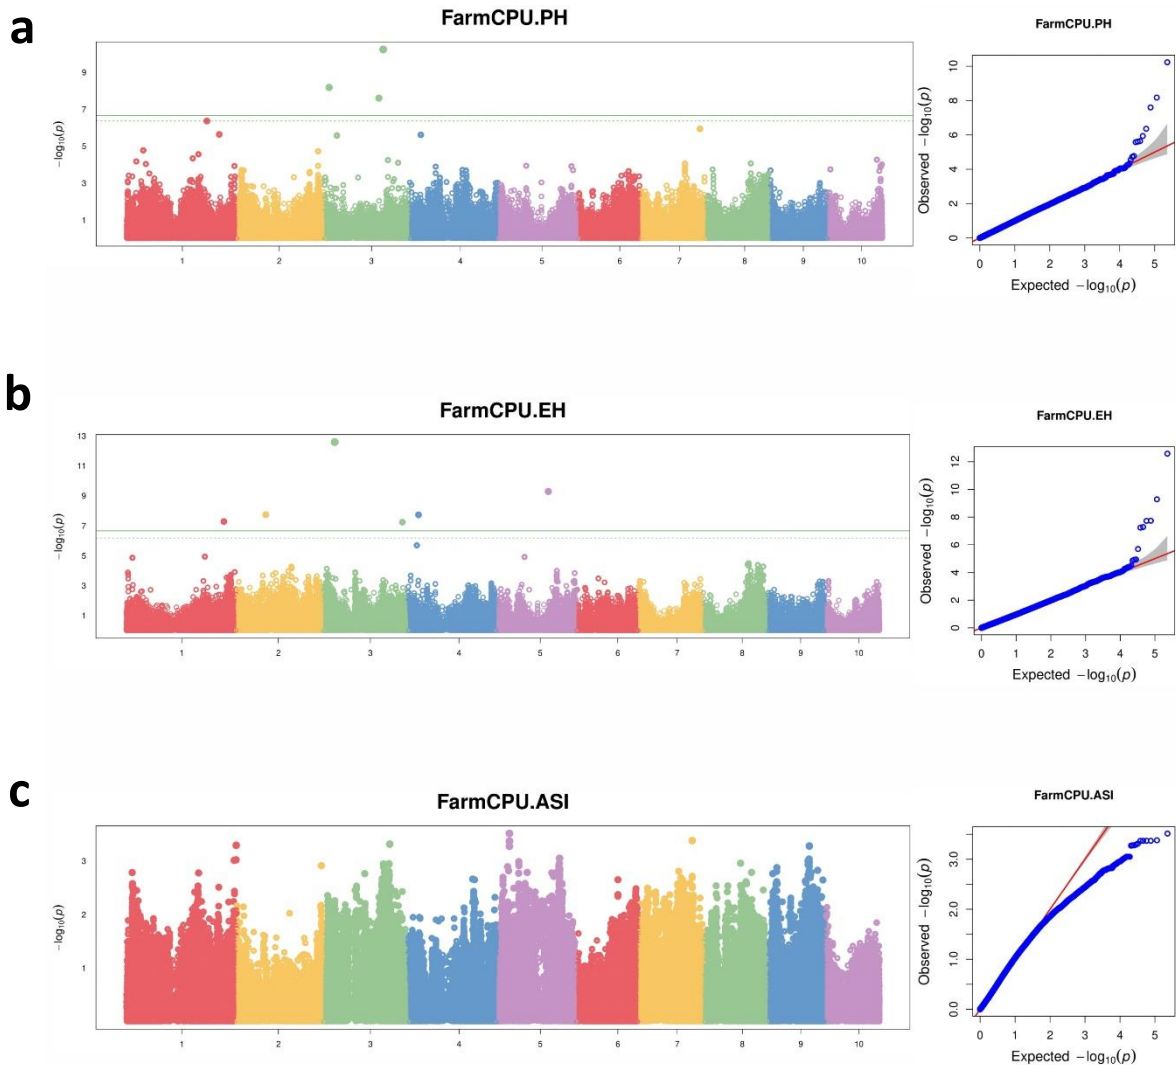 a
FarmCPU.PH
9
7
5
3
1
−log10(p)
1 2 3 4 5 6 7 8 9 10
FarmCPU.PH
10
8
6
4
2
0
Observed −log10(p)
0 1 2 3 4 5
Expected −log10(p)
b
FarmCPU.EH
13
11
9
7
5
3
1
−log10(p)
1 2 3 4 5 6 7 8 9 10
FarmCPU.EH
12
10
8
6
4
2
0
Observed −log10(p)
0 1 2 3 4 5
Expected −log10(p)
c
FarmCPU.ASI
3
2
1
−log10(p)
1 2 3 4 5 6 7 8 9 10
FarmCPU.ASI
3.0
2.0
1.0
0.0
Observed −log10(p)
0 1 2 3 4 5
Expected −log10(p)